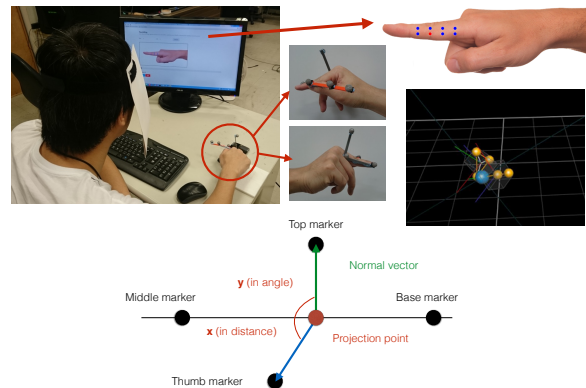 Top marker
y (in angle)
Normal vector
Middle marker
Base marker
x (in distance)
Projection point
Thumb marker